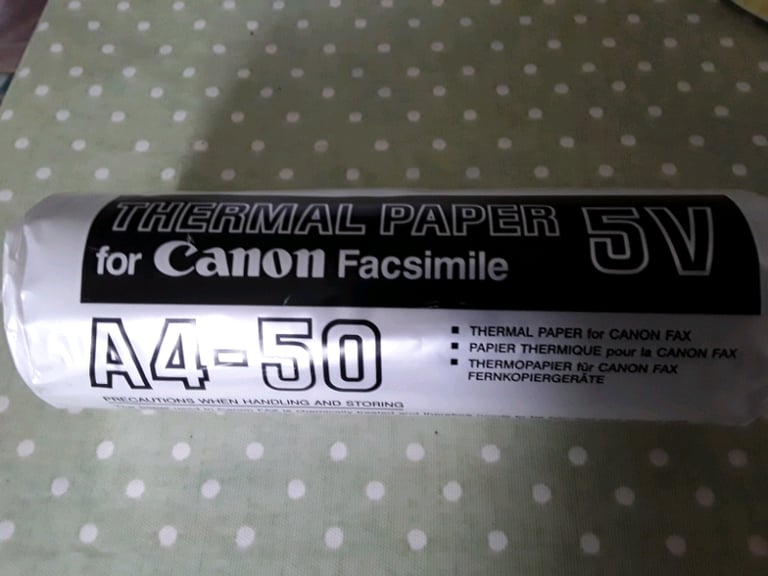 THERMAL PAPER 5V
for Canon Facsimile
A4-50
■ THERMAL PAPER for CANON FAX
■ PAPIER THERMIQUE pour la CANON FAX
■ THERMOPAPIER für CANON FAX
FERNKOPIERGERÄTE
PRECAUTIONS WHEN HANDLING AND STORING